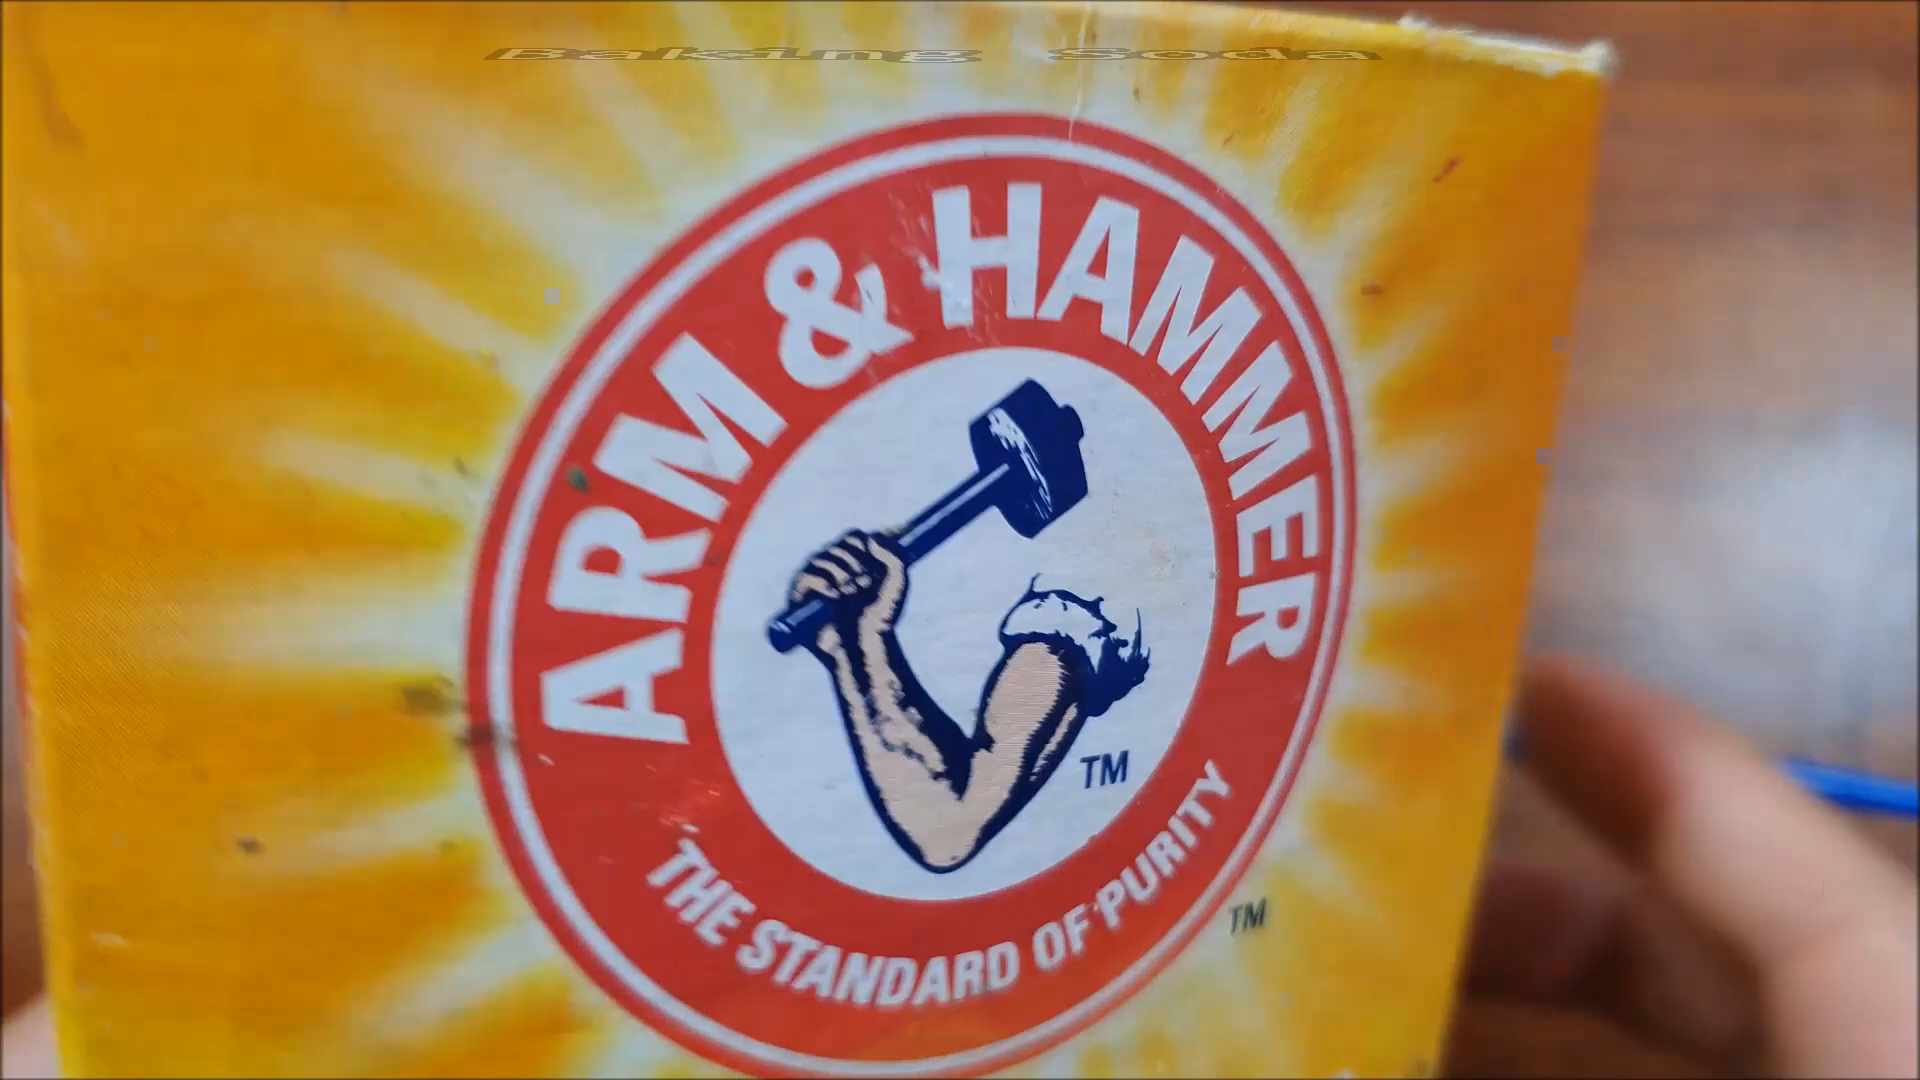 Baking Soda
ARM & HAMMER
TM
THE STANDARD OF PURITY
TM